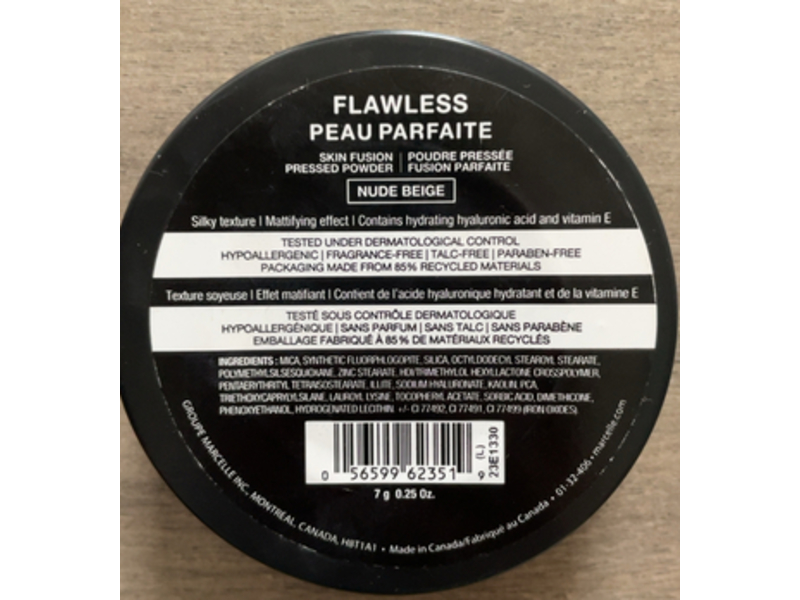 FLAWLESS
PEAU PARFAITE
SKIN FUSION | POUDRE PRESSÉE
PRESSED POWDER | FUSION PARFAITE
NUDE BEIGE
Silky texture | Mattifying effect | Contains hydrating hyaluronic acid and vitamin E
TESTED UNDER DERMATOLOGICAL CONTROL
HYPOALLERGENIC | FRAGRANCE-FREE | TALC-FREE | PARABEN-FREE
PACKAGING MADE FROM 85% RECYCLED MATERIALS
Texture soyeuse | Effet matifiant | Contient de l'acide hyaluronique hydratant et de la vitamine E
TESTÉ SOUS CONTRÔLE DERMATOLOGIQUE
HYPOALLERGÉNIQUE | SANS PARFUM | SANS TALC | SANS PARABÈNE
EMBALLAGE FABRIQUÉ À 85 % DE MATÉRIAUX RECYCLÉS
INGREDIENTS : MICA, SYNTHETIC FLUORPHLOGOPITE, SILICA, OCTYLDODECYL STEAROYL STEARATE,
POLYMETHYLSILSESQUIOXANE, ZINC STEARATE, HDI/TRIMETHYLOL HEXYLLACTONE CROSSPOLYMER,
PENTAERYTHRITYL TETRAISOSTEARATE, ILLITE, SODIUM HYALURONATE, KAOLIN, PCA,
TRIETHOXYCAPRYLYLSILANE, LAUROYL LYSINE, TOCOPHERYL ACETATE, SORBIC ACID, DIMETHICONE,
PHENOXYETHANOL, HYDROGENATED LECITHIN. +/- CI 77492, CI 77491, CI 77499 (IRON OXIDES).
0 56599 62351 9
(L)
23E1330
7 g 0.25 Oz.
GROUPE MARCELLE INC., MONTRÉAL, CANADA, H8T1A1 • Made in Canada/Fabriqué au Canada • 01-32-406 • marcelle.com